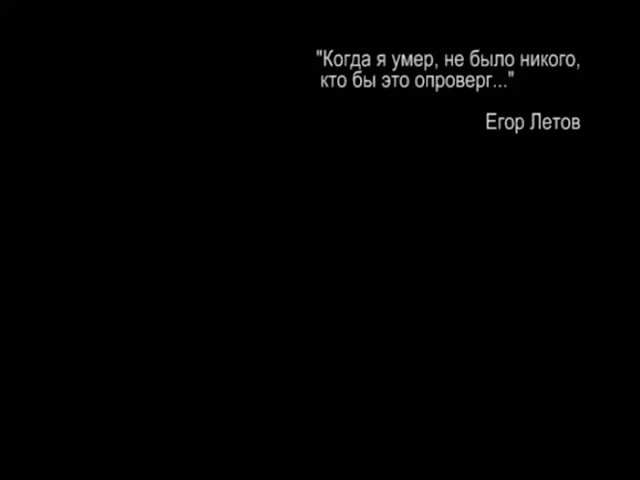 "Когда я умер, не было никого,
кто бы это опроверг..."
Егор Летов